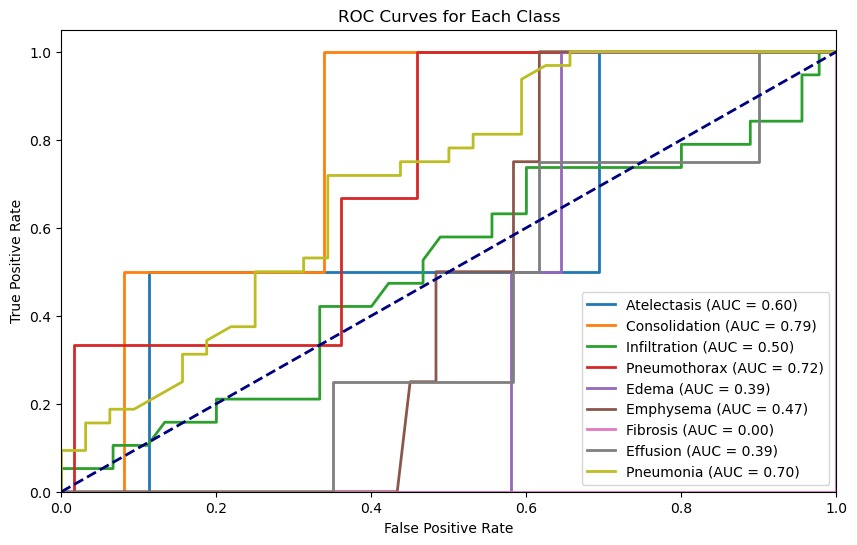 ROC Curves for Each Class
True Positive Rate
1.0
0.8
0.6
0.4
0.2
0.0
Atelectasis (AUC = 0.60)
Consolidation (AUC = 0.79)
Infiltration (AUC = 0.50)
Pneumothorax (AUC = 0.72)
Edema (AUC = 0.39)
Emphysema (AUC = 0.47)
Fibrosis (AUC = 0.00)
Effusion (AUC = 0.39)
Pneumonia (AUC = 0.70)
0.0 0.2 0.4 0.6 0.8 1.0
False Positive Rate